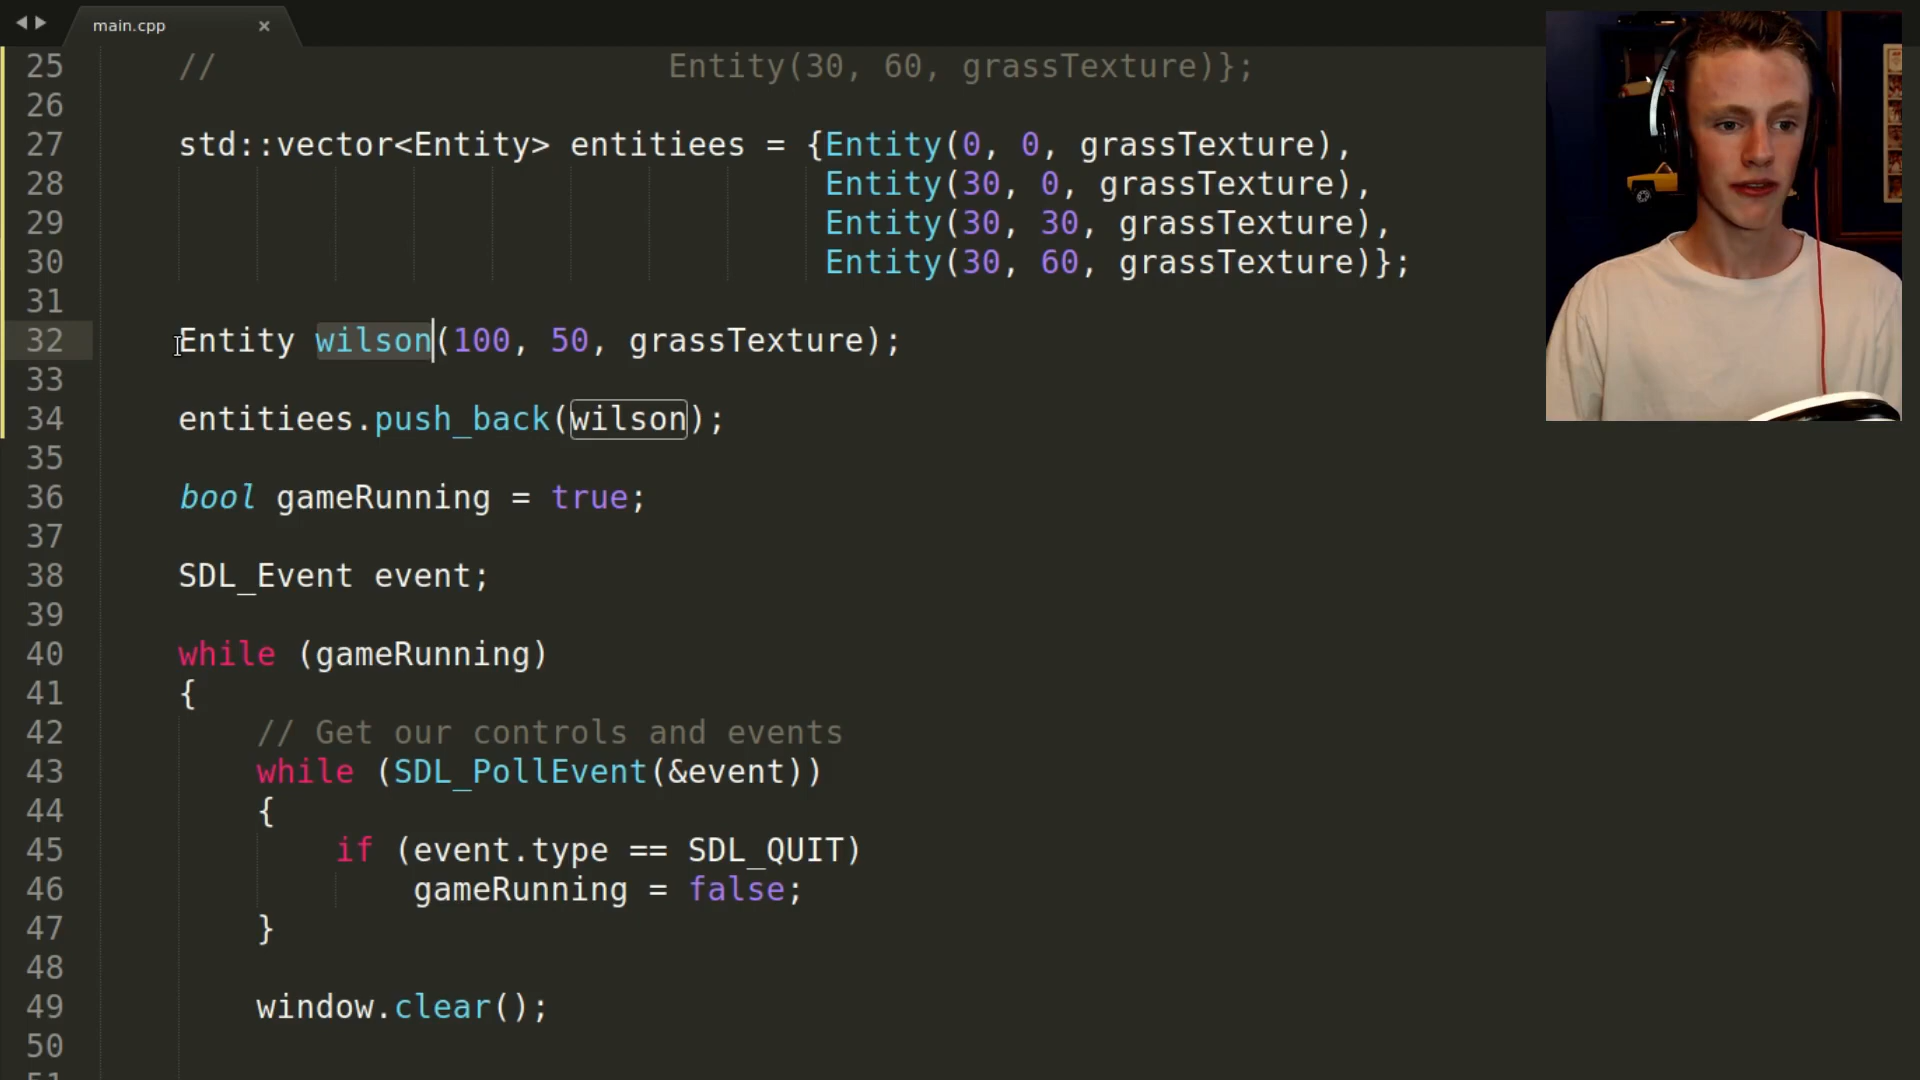 main.cpp ×
25 // Entity(30, 60, grassTexture)};
26
27 std::vector<Entity> entitiees = {Entity(0, 0, grassTexture),
28 Entity(30, 0, grassTexture),
29 Entity(30, 30, grassTexture),
30 Entity(30, 60, grassTexture)};
31
32 Entity wilson(100, 50, grassTexture);
33
34 entitiees.push_back(wilson);
35
36 bool gameRunning = true;
37
38 SDL_Event event;
39
40 while (gameRunning)
41 {
42 // Get our controls and events
43 while (SDL_PollEvent(&event))
44 {
45 if (event.type == SDL_QUIT)
46 gameRunning = false;
47 }
48
49 window.clear();
50
51